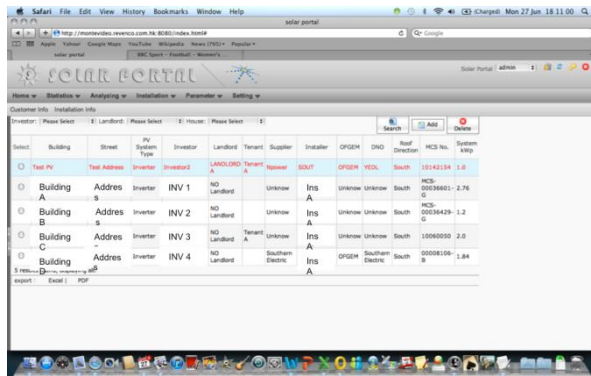 Safari File Edit View History Bookmarks Window Help (Charged) Mon 27 Jun 18:11:00
solar portal
http://montevideo.revenco.com.hk:8080/index.html# Google
Apple Yahoo! Google Maps YouTube Wikipedia News (795) Popular
solar portal BBC Sport - Football - Women's...
SOLAR PORTAL Solar Portal admin
Home Statistics Analyzing Installation Parameter Setting
Customer Info Installation Info
Investor: Please Select Landlord: Please Select House: Please Select Search Add Delete
Select Building Street PV System Type Investor Landlord Tenant Supplier Installer OFGEM DNO Roof Direction MCS No. System kWp
Test PV Test Address Inverter Investor2 LANDLORD A Tenant A Npower SOUT OFGEM YEDL South 10142154 1.0
Building A Address Inverter INV 1 NO Landlord Unknow Ins A Unknow Unknow South MCS-00036601-G 2.76
Building B Address Inverter INV 2 NO Landlord Unknow Ins A Unknow Unknow South MCS-00036429-G 1.2
Building C Addres Inverter INV 3 NO Landlord Tenant A Unknow Ins A Unknow Unknow South 10060050 2.0
Building D Address Inverter INV 4 NO Landlord Southern Electric Ins A OFGEM Southern Electric South 00008106-B 1.84
export : Excel | PDF